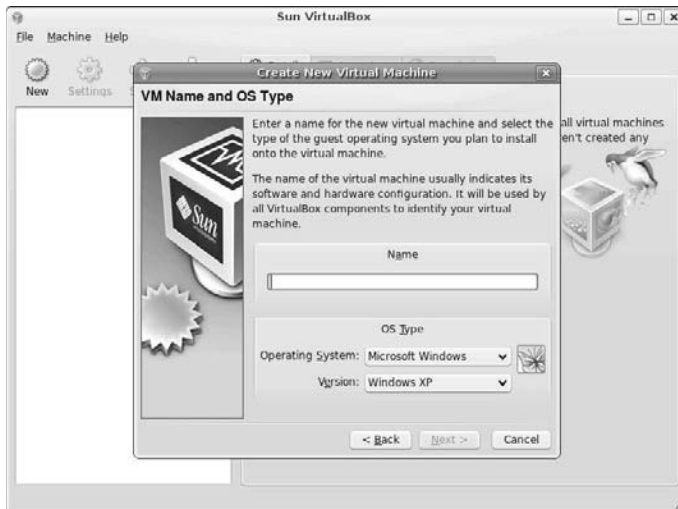 Sun VirtualBox
File Machine Help
New
Settings
Create New Virtual Machine
VM Name and OS Type
Enter a name for the new virtual machine and select the
type of the guest operating system you plan to install
onto the virtual machine.
The name of the virtual machine usually indicates its
software and hardware configuration. It will be used by
all VirtualBox components to identify your virtual
machine.
all virtual machines
en't created any
Sun
Name
OS Type
Operating System: Microsoft Windows
Version: Windows XP
< Back Next > Cancel